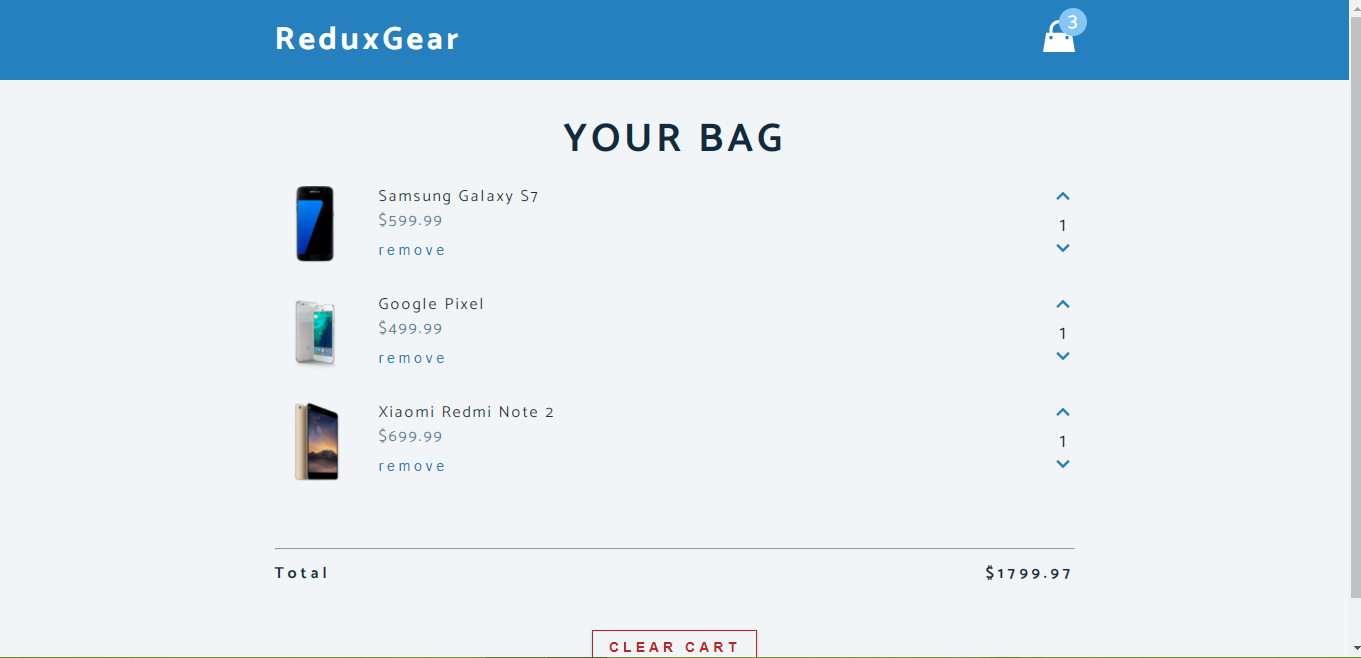 ReduxGear
3
YOUR BAG
Samsung Galaxy S7
$599.99
remove
1
Google Pixel
$499.99
remove
1
Xiaomi Redmi Note 2
$699.99
remove
1
Total $1799.97
CLEAR CART